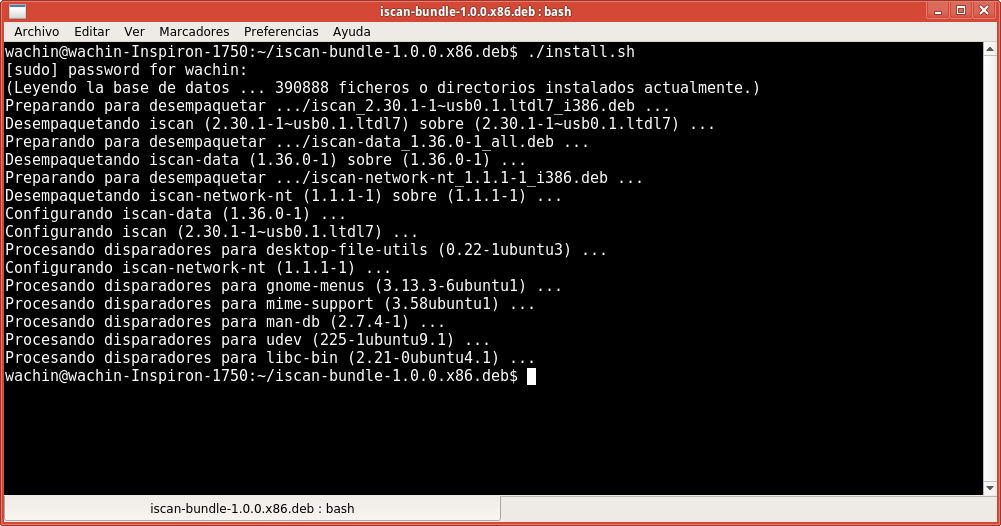 iscan-bundle-1.0.0.x86.deb : bash
Archivo Editar Ver Marcadores Preferencias Ayuda
wachin@wachin-Inspiron-1750:~/iscan-bundle-1.0.0.x86.deb$ ./install.sh
[sudo] password for wachin:
(Leyendo la base de datos ... 390888 ficheros o directorios instalados actualmente.)
Preparando para desempaquetar .../iscan_2.30.1-1~usb0.1.ltdl7_i386.deb ...
Desempaquetando iscan (2.30.1-1~usb0.1.ltdl7) sobre (2.30.1-1~usb0.1.ltdl7) ...
Preparando para desempaquetar .../iscan-data_1.36.0-1_all.deb ...
Desempaquetando iscan-data (1.36.0-1) sobre (1.36.0-1) ...
Preparando para desempaquetar .../iscan-network-nt_1.1.1-1_i386.deb ...
Desempaquetando iscan-network-nt (1.1.1-1) sobre (1.1.1-1) ...
Configurando iscan-data (1.36.0-1) ...
Configurando iscan (2.30.1-1~usb0.1.ltdl7) ...
Procesando disparadores para desktop-file-utils (0.22-1ubuntu3) ...
Configurando iscan-network-nt (1.1.1-1) ...
Procesando disparadores para gnome-menus (3.13.3-6ubuntu1) ...
Procesando disparadores para mime-support (3.58ubuntu1) ...
Procesando disparadores para man-db (2.7.4-1) ...
Procesando disparadores para udev (225-1ubuntu9.1) ...
Procesando disparadores para libc-bin (2.21-0ubuntu4.1) ...
wachin@wachin-Inspiron-1750:~/iscan-bundle-1.0.0.x86.deb$
iscan-bundle-1.0.0.x86.deb : bash